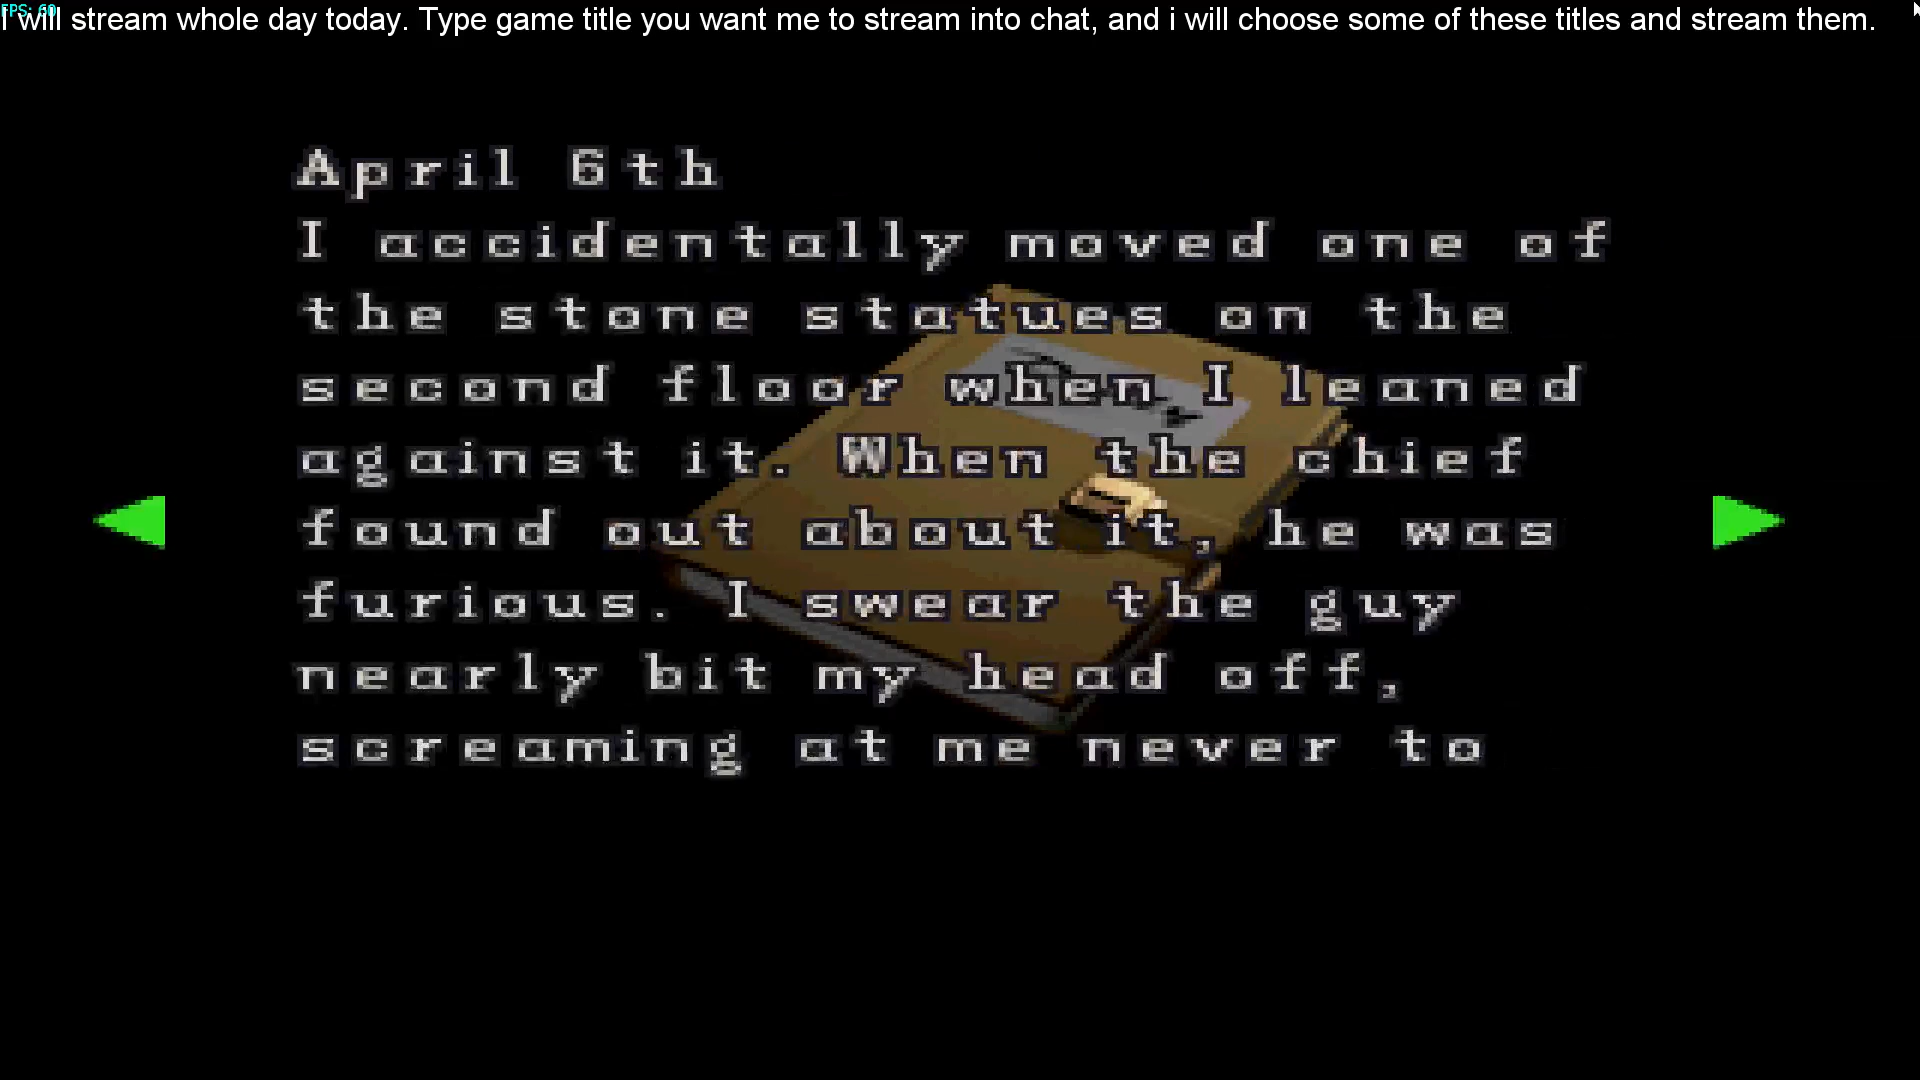 FPS: 60
I will stream whole day today. Type game title you want me to stream into chat, and i will choose some of these titles and stream them.
April 6th
I accidentally moved one of
the stone statues on the
second floor when I leaned
against it. When the chief
found out about it, he was
furious. I swear the guy
nearly bit my head off,
screaming at me never to